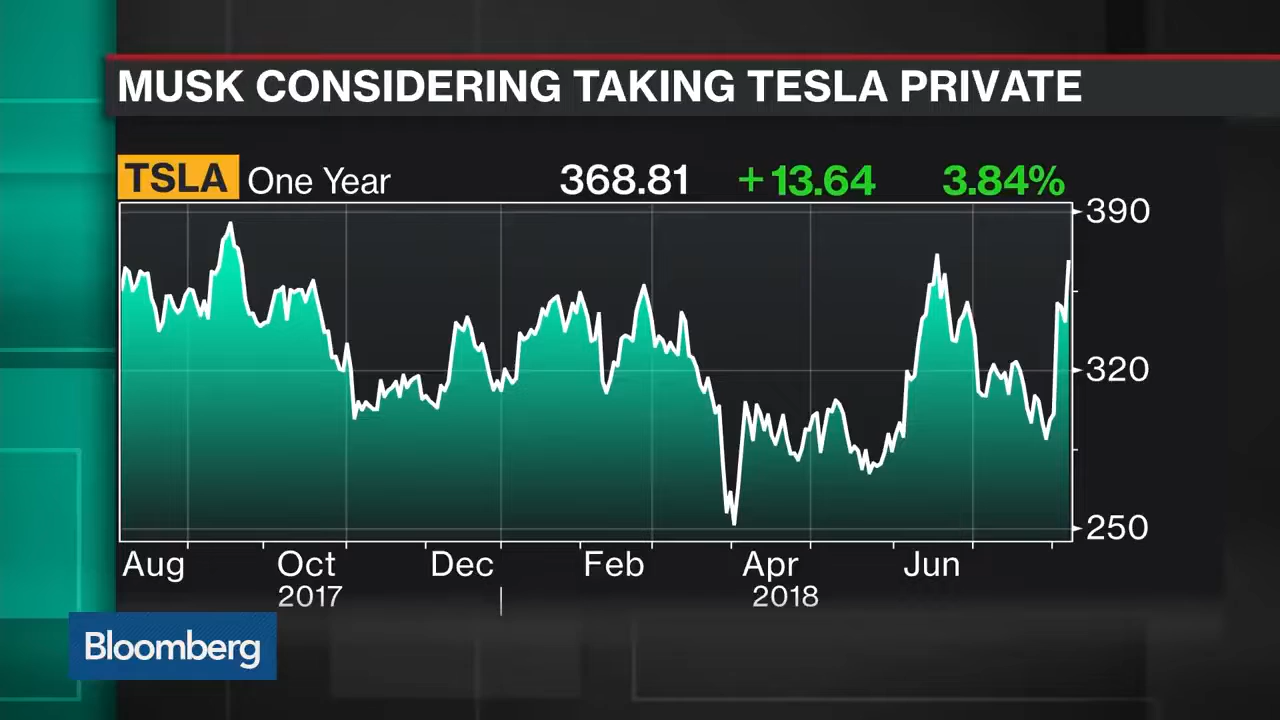 MUSK CONSIDERING TAKING TESLA PRIVATE
TSLA One Year 368.81 +13.64 3.84%
390
320
250
Aug Oct Dec Feb Apr Jun
2017 2018
Bloomberg